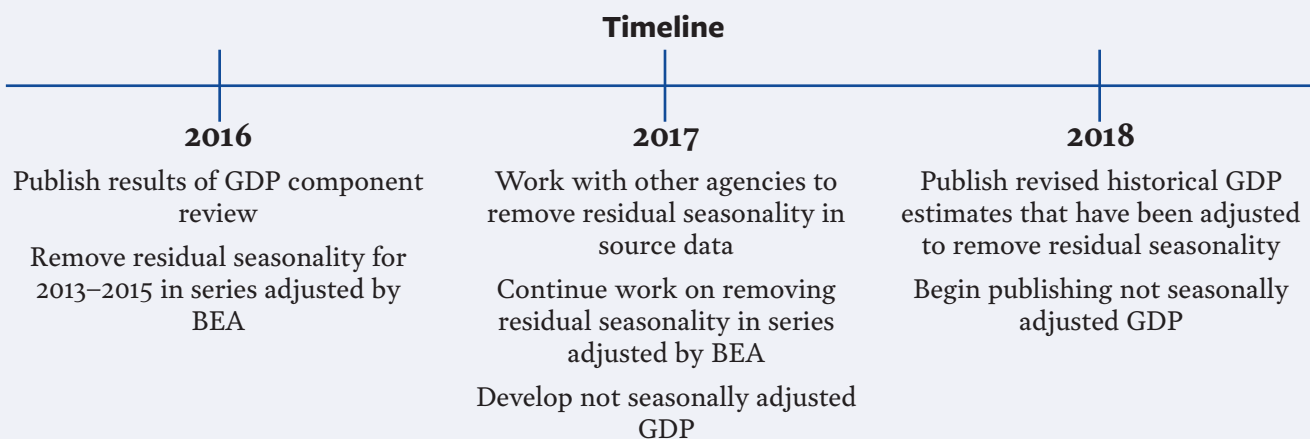 Timeline
2016
Publish results of GDP component
review
Remove residual seasonality for
2013–2015 in series adjusted by
BEA
2017
Work with other agencies to
remove residual seasonality in
source data
Continue work on removing
residual seasonality in series
adjusted by BEA
Develop not seasonally adjusted
GDP
2018
Publish revised historical GDP
estimates that have been adjusted
to remove residual seasonality
Begin publishing not seasonally
adjusted GDP